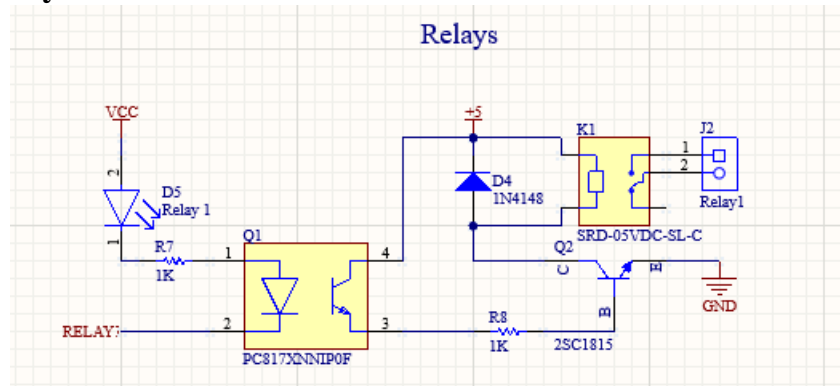 Relays
VCC
+5
K1
J2
2
1
2
D5
Relay 1
D4
1N4148
Relay1
1
R7
1K
Q1
1
4
SRD-05VDC-SL-C
Q2
C
E
B
GND
RELAY
2
3
R8
1K
2SC1815
PC817XNNIP0F